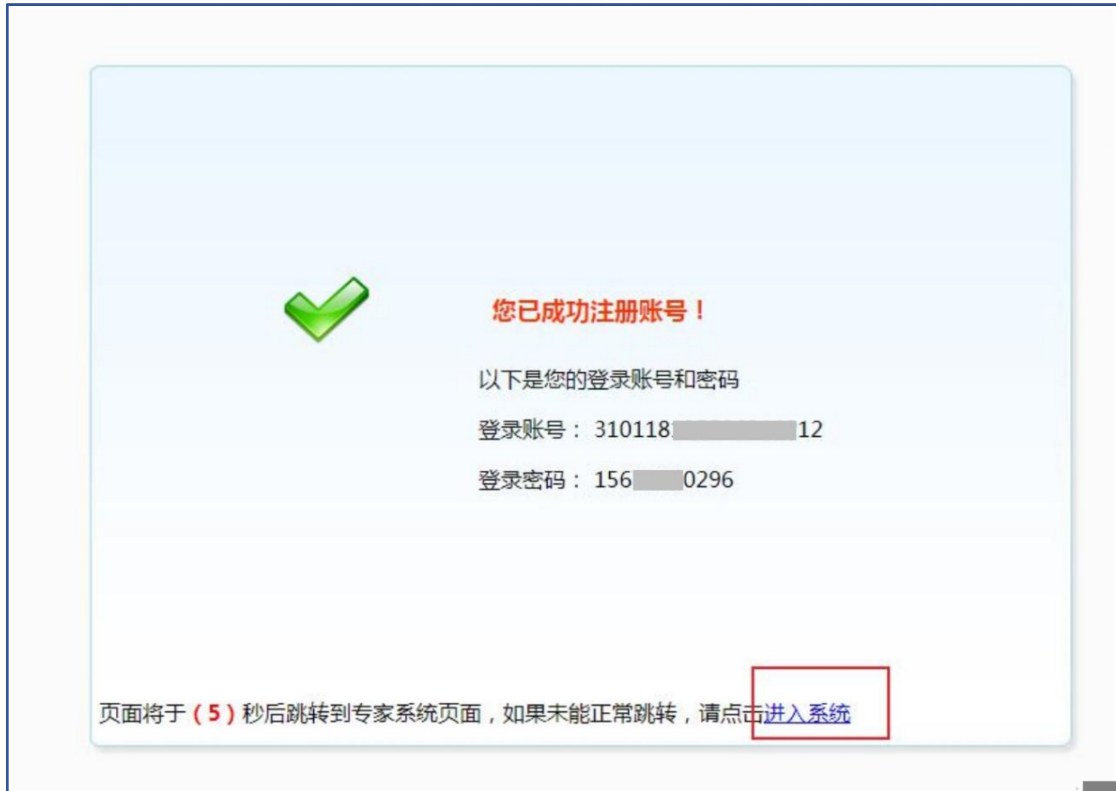 您已成功注册账号！
以下是您的登录账号和密码
登录账号： 310118 12
登录密码： 156 0296
页面将于（5）秒后跳转到专家系统页面，如果未能正常跳转，请点击进入系统